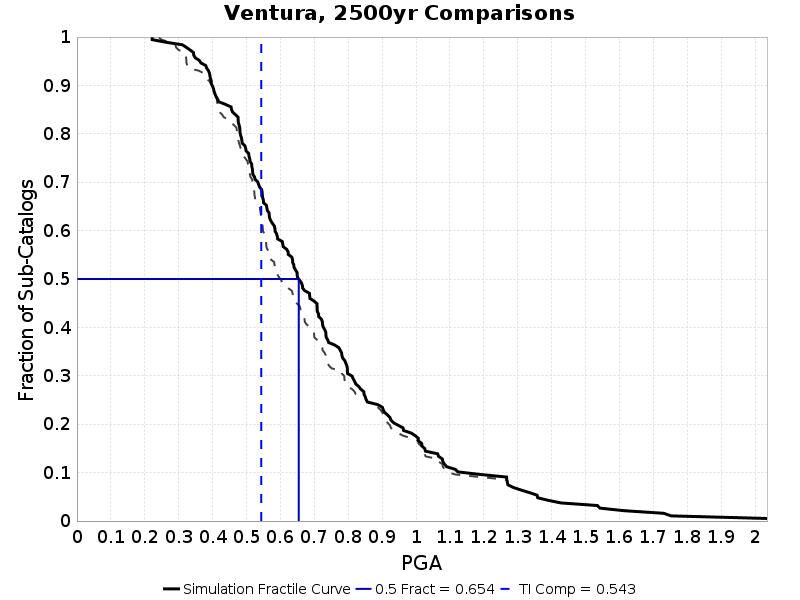 Ventura, 2500yr Comparisons
Fraction of Sub-Catalogs
1
0.9
0.8
0.7
0.6
0.5
0.4
0.3
0.2
0.1
0
0 0.1 0.2 0.3 0.4 0.5 0.6 0.7 0.8 0.9 1 1.1 1.2 1.3 1.4 1.5 1.6 1.7 1.8 1.9 2
PGA
Simulation Fractile Curve 0.5 Fract = 0.654 TI Comp = 0.543